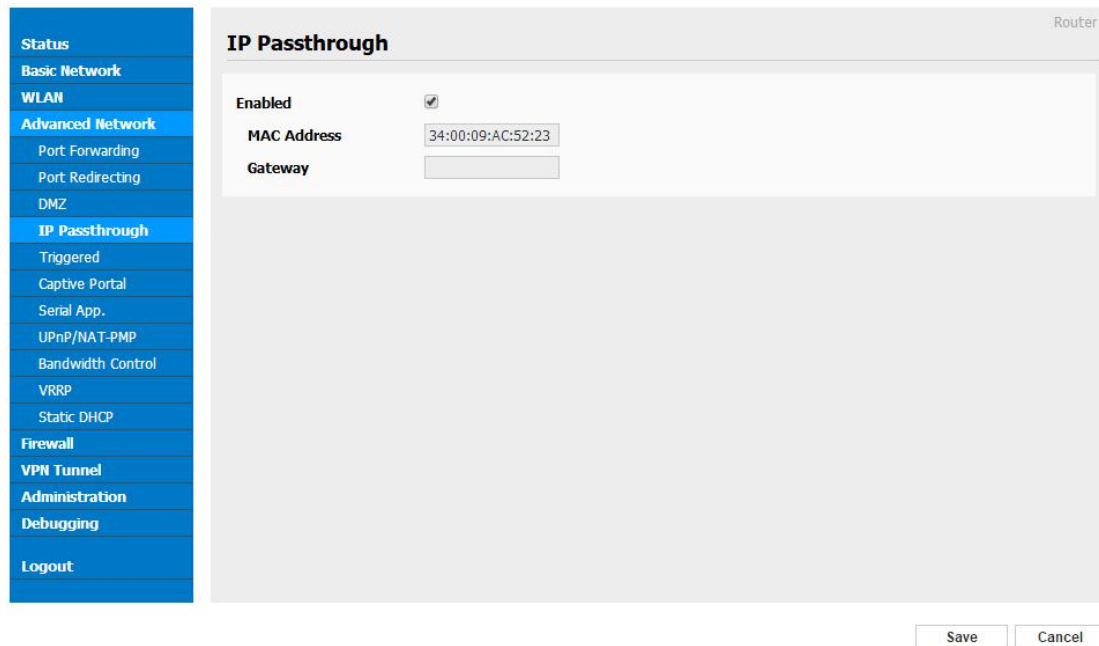 Router
Status
Basic Network
WLAN
Advanced Network
Port Forwarding
Port Redirecting
DMZ
IP Passthrough
Triggered
Captive Portal
Serial App.
UPnP/NAT-PMP
Bandwidth Control
VRRP
Static DHCP
Firewall
VPN Tunnel
Administration
Debugging
Logout
IP Passthrough
Enabled
MAC Address 34:00:09:AC:52:23
Gateway
Save Cancel